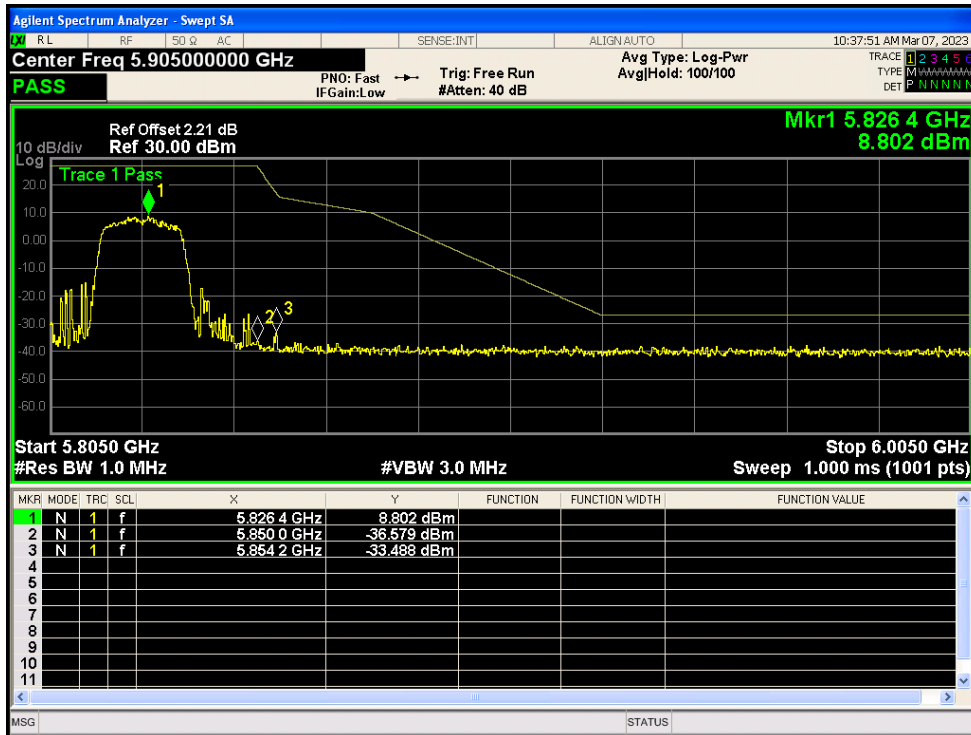 Agilent Spectrum Analyzer - Swept SA
LXI RL RF 50 Ω AC SENSE:INT ALIGN AUTO 10:37:51 AM Mar 07, 2023
Center Freq 5.905000000 GHz
PASS
PNO: Fast
IFGain:Low
Trig: Free Run
#Atten: 40 dB
Avg Type: Log-Pwr
Avg|Hold: 100/100
TRACE 1 2 3 4 5 6
TYPE M
DET P N N N N N
Mkr1 5.826 4 GHz
8.802 dBm
Ref Offset 2.21 dB
10 dB/div Ref 30.00 dBm
Log
Trace 1 Pass
1
2
3
20.0
10.0
0.00
-10.0
-20.0
-30.0
-40.0
-50.0
-60.0
Start 5.8050 GHz Stop 6.0050 GHz
#Res BW 1.0 MHz #VBW 3.0 MHz Sweep 1.000 ms (1001 pts)
MKR MODE TRC SCL X Y FUNCTION FUNCTION WIDTH FUNCTION VALUE
1 N 1 f 5.826 4 GHz 8.802 dBm
2 N 1 f 5.850 0 GHz -36.579 dBm
3 N 1 f 5.854 2 GHz -33.488 dBm
4
5
6
7
8
9
10
11
MSG STATUS